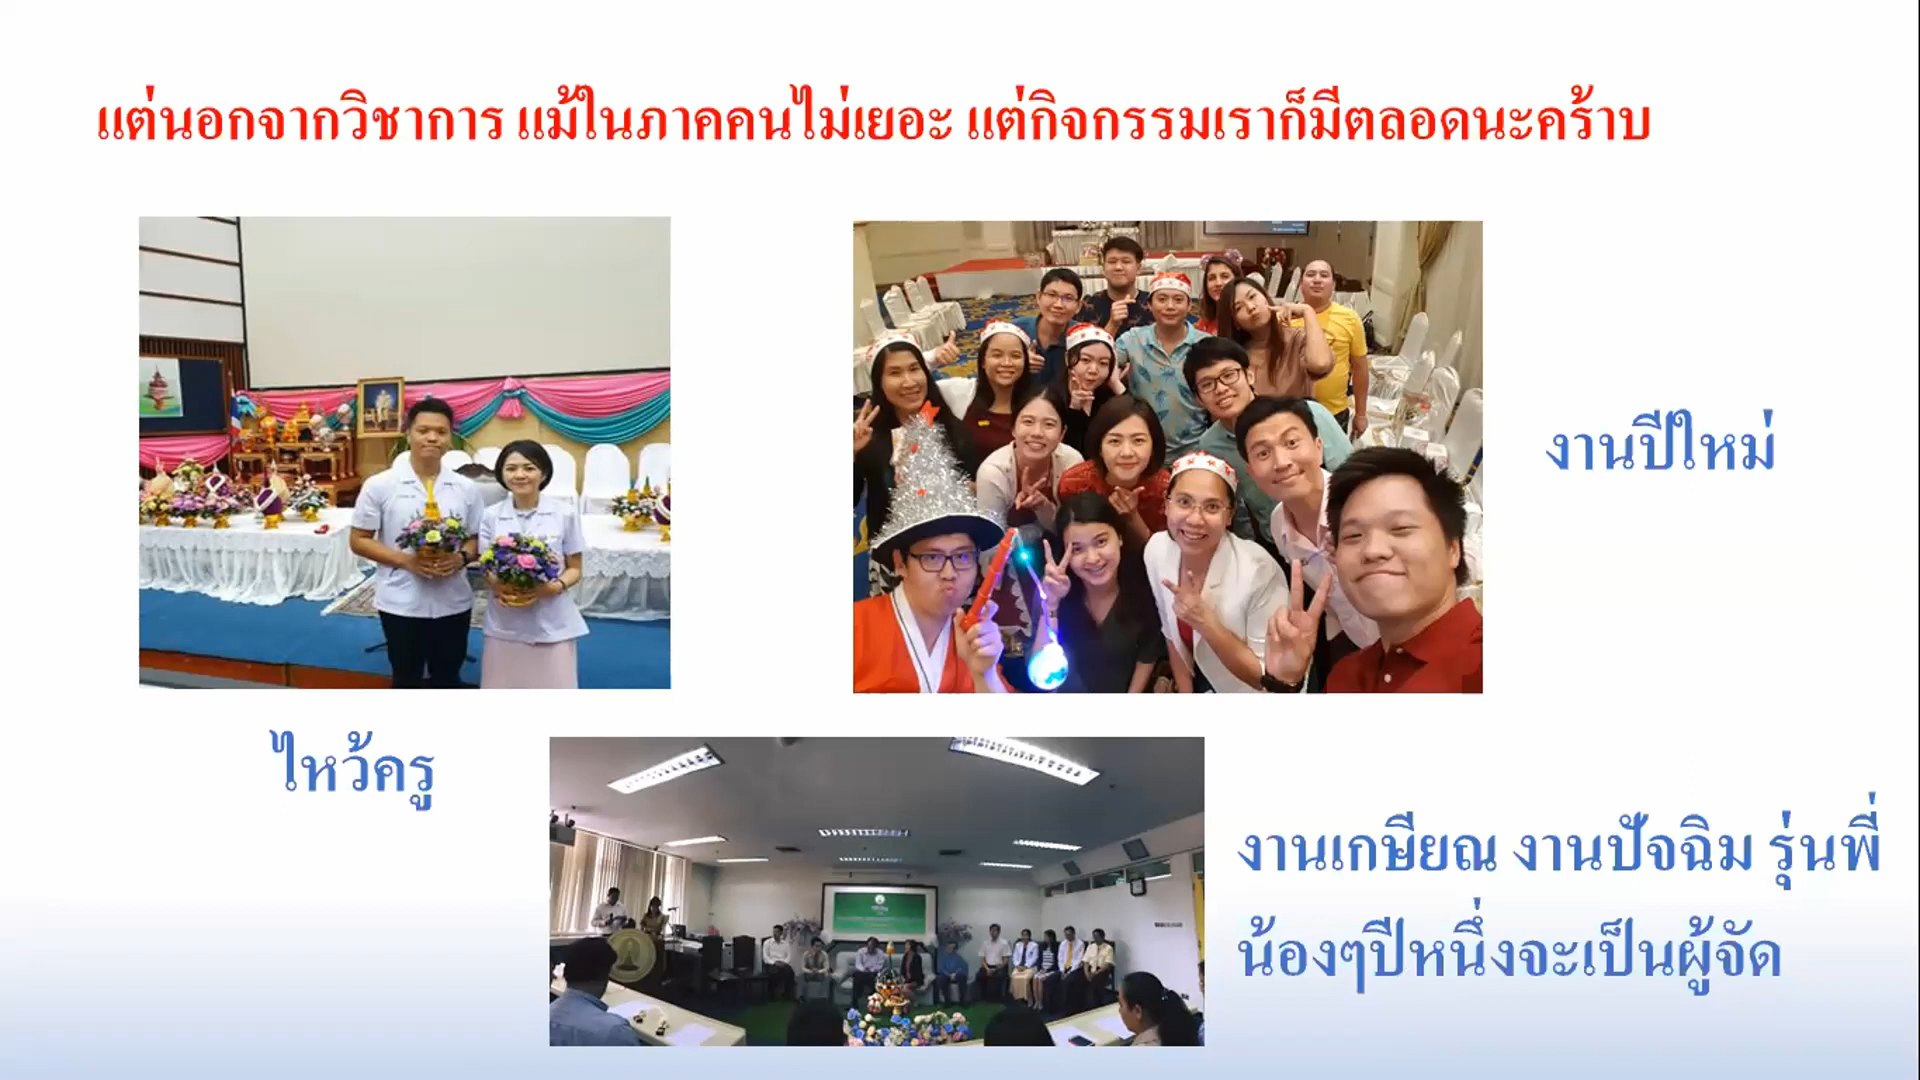 แต่นอกจากวิชาการ แม้ในภาคคนไม่เยอะ แต่กิจกรรมเราก็มีตลอดนะคร้าบ
งานปีใหม่
ไหว้ครู
งานเกษียณ งานปัจฉิม รุ่นพี่
น้องๆปีหนึ่งจะเป็นผู้จัด